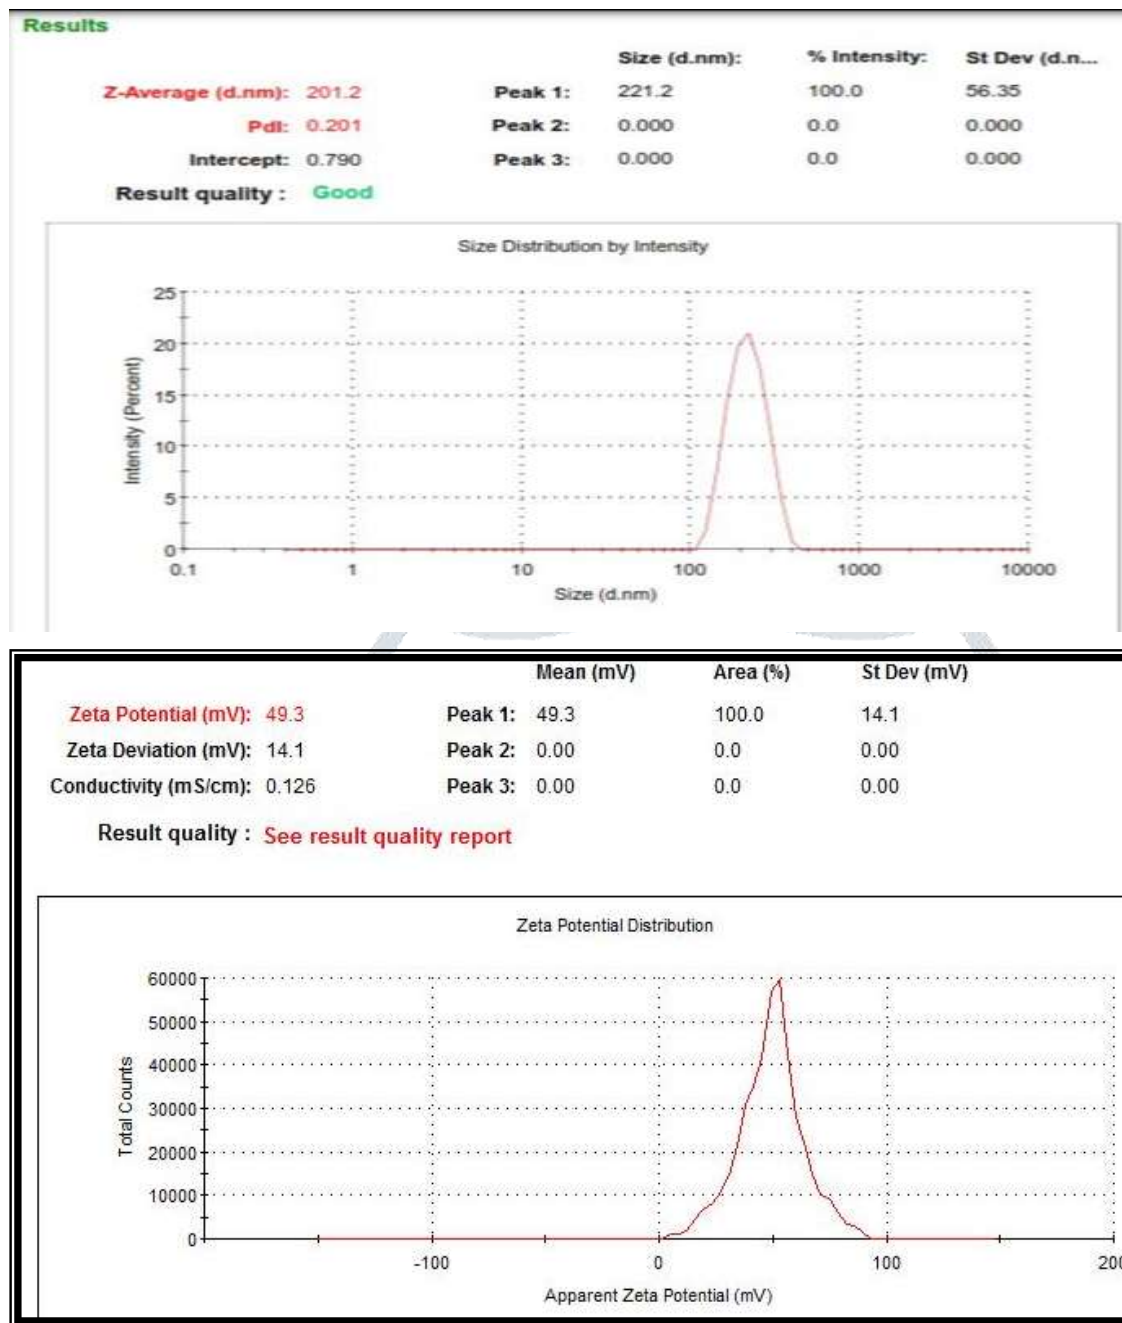 Results
Size (d.nm): % Intensity: St Dev (d.n...
Z-Average (d.nm): 201.2 Peak 1: 221.2 100.0 56.35
PdI: 0.201 Peak 2: 0.000 0.0 0.000
Intercept: 0.790 Peak 3: 0.000 0.0 0.000
Result quality : Good
Size Distribution by Intensity
25
20
15
10
5
0
Intensity (Percent)
0.1 1 10 100 1000 10000
Size (d.nm)
Mean (mV) Area (%) St Dev (mV)
Zeta Potential (mV): 49.3 Peak 1: 49.3 100.0 14.1
Zeta Deviation (mV): 14.1 Peak 2: 0.00 0.0 0.00
Conductivity (mS/cm): 0.126 Peak 3: 0.00 0.0 0.00
Result quality : See result quality report
Zeta Potential Distribution
60000
50000
40000
30000
20000
10000
0
Total Counts
-100 0 100 200
Apparent Zeta Potential (mV)